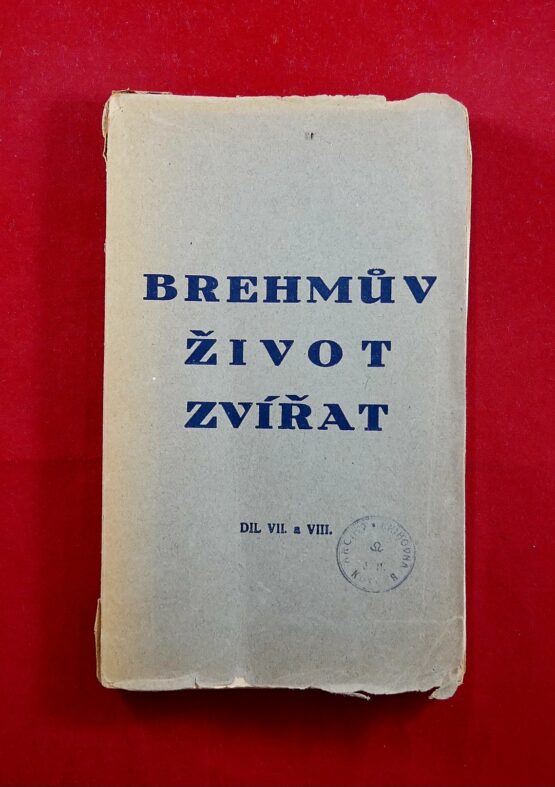 BREHMŮV
ŽIVOT
ZVÍŘAT
DIL VII. a VIII.